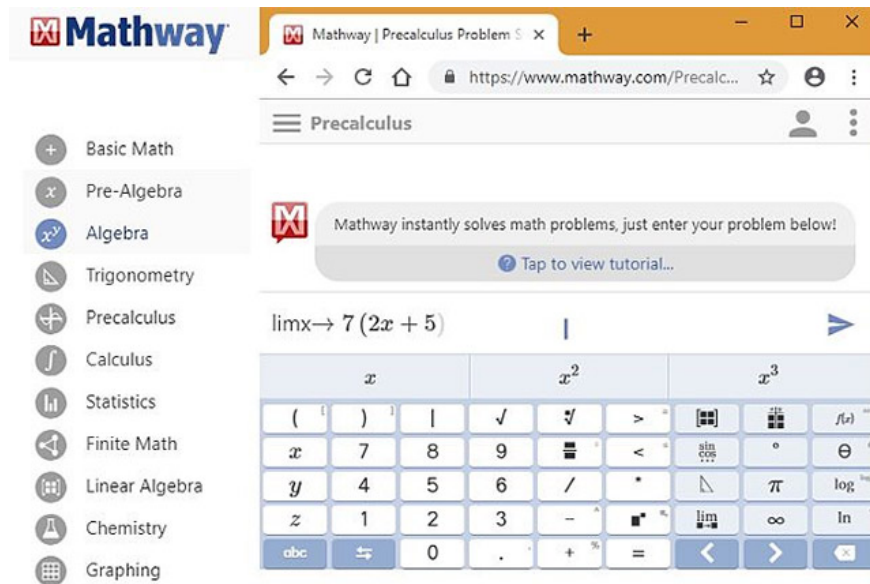 Mathway
Basic Math
Pre-Algebra
Algebra
Trigonometry
Precalculus
Calculus
Statistics
Finite Math
Linear Algebra
Chemistry
Graphing
Mathway | Precalculus Problem S
https://www.mathway.com/Precalc...
Precalculus
Mathway instantly solves math problems, just enter your problem below!
Tap to view tutorial...
limx→ 7 (2x + 5)
x x² x³
( ) | √ > f(x)
x 7 8 9 < sin cos ° θ
y 4 5 6 / * π log
z 1 2 3 - lim ∞ ln
abc 0 . + % =